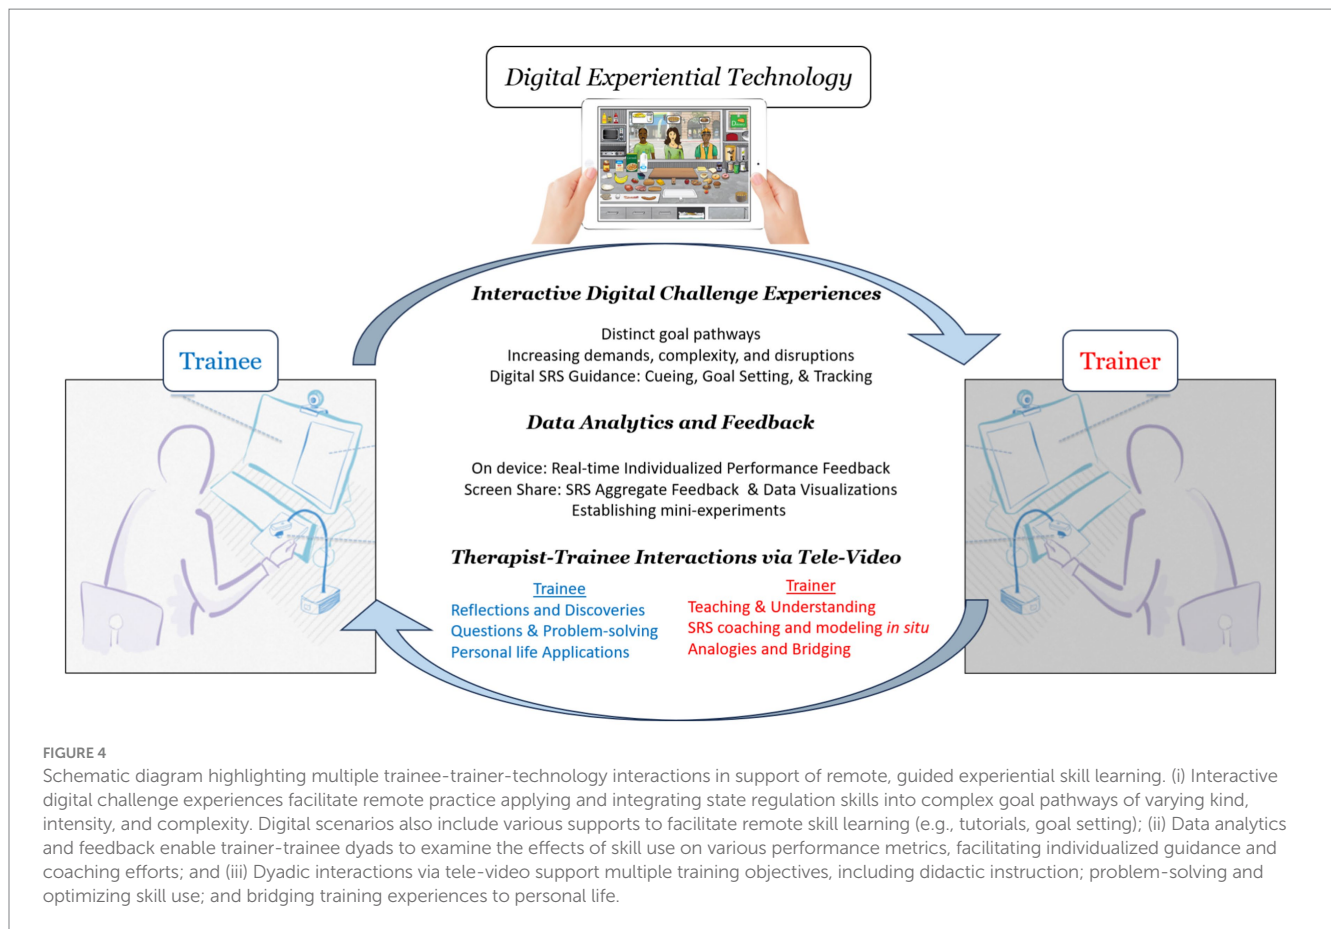 Digital Experiential Technology
Interactive Digital Challenge Experiences
Distinct goal pathways
Increasing demands, complexity, and disruptions
Digital SRS Guidance: Cueing, Goal Setting, & Tracking
Trainee
Trainer
Data Analytics and Feedback
On device: Real-time Individualized Performance Feedback
Screen Share: SRS Aggregate Feedback & Data Visualizations
Establishing mini-experiments
Therapist-Trainee Interactions via Tele-Video
Trainee
Reflections and Discoveries
Questions & Problem-solving
Personal life Applications
Trainer
Teaching & Understanding
SRS coaching and modeling in situ
Analogies and Bridging
FIGURE 4
Schematic diagram highlighting multiple trainee-trainer-technology interactions in support of remote, guided experiential skill learning. (i) Interactive
digital challenge experiences facilitate remote practice applying and integrating state regulation skills into complex goal pathways of varying kind,
intensity, and complexity. Digital scenarios also include various supports to facilitate remote skill learning (e.g., tutorials, goal setting); (ii) Data analytics
and feedback enable trainer-trainee dyads to examine the effects of skill use on various performance metrics, facilitating individualized guidance and
coaching efforts; and (iii) Dyadic interactions via tele-video support multiple training objectives, including didactic instruction; problem-solving and
optimizing skill use; and bridging training experiences to personal life.